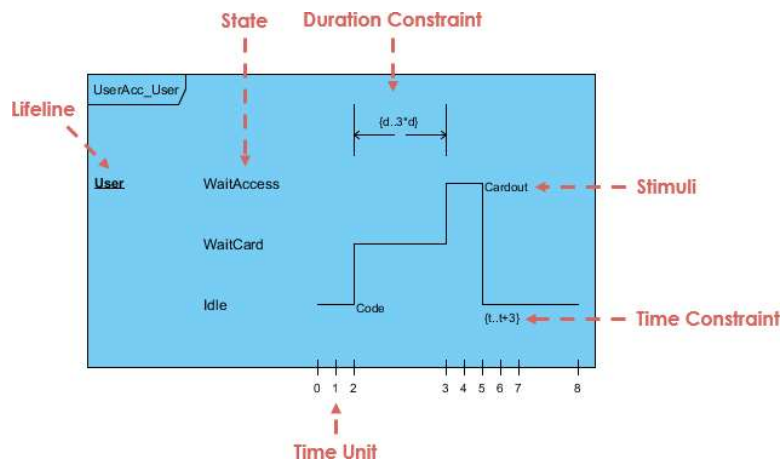 State
Duration Constraint
UserAcc_User
Lifeline
{d..3*d}
User
WaitAccess
Cardout
Stimuli
WaitCard
Idle
Code
{t..t+3}
Time Constraint
0 1 2 3 4 5 6 7 8
Time Unit